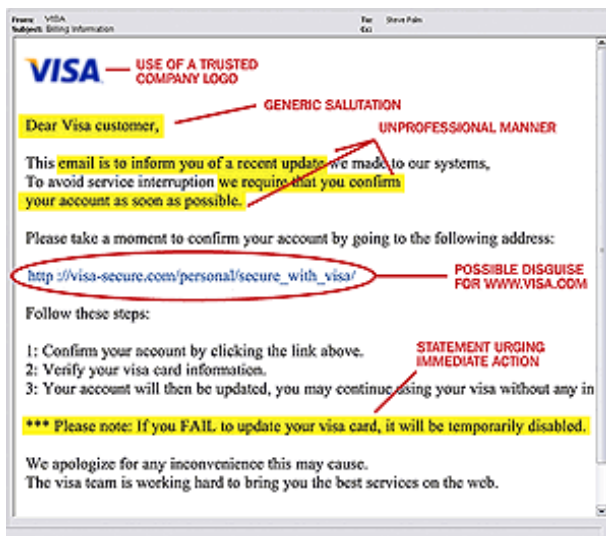 From: VISA To: Steve Palm
Subject: Billing Information Cc:
VISA
USE OF A TRUSTED
COMPANY LOGO
GENERIC SALUTATION
Dear Visa customer,
UNPROFESSIONAL MANNER
This email is to inform you of a recent update we made to our systems,
To avoid service interruption we require that you confirm
your account as soon as possible.
Please take a moment to confirm your account by going to the following address:
http ://visa-secure.com/personal/secure_with_visa/
POSSIBLE DISGUISE
FOR WWW.VISA.COM
Follow these steps:
STATEMENT URGING
IMMEDIATE ACTION
1: Confirm your account by clicking the link above.
2: Verify your visa card information.
3: Your account will then be updated, you may continue using your visa without any in
*** Please note: If you FAIL to update your visa card, it will be temporarily disabled.
We apologize for any inconvenience this may cause.
The visa team is working hard to bring you the best services on the web.